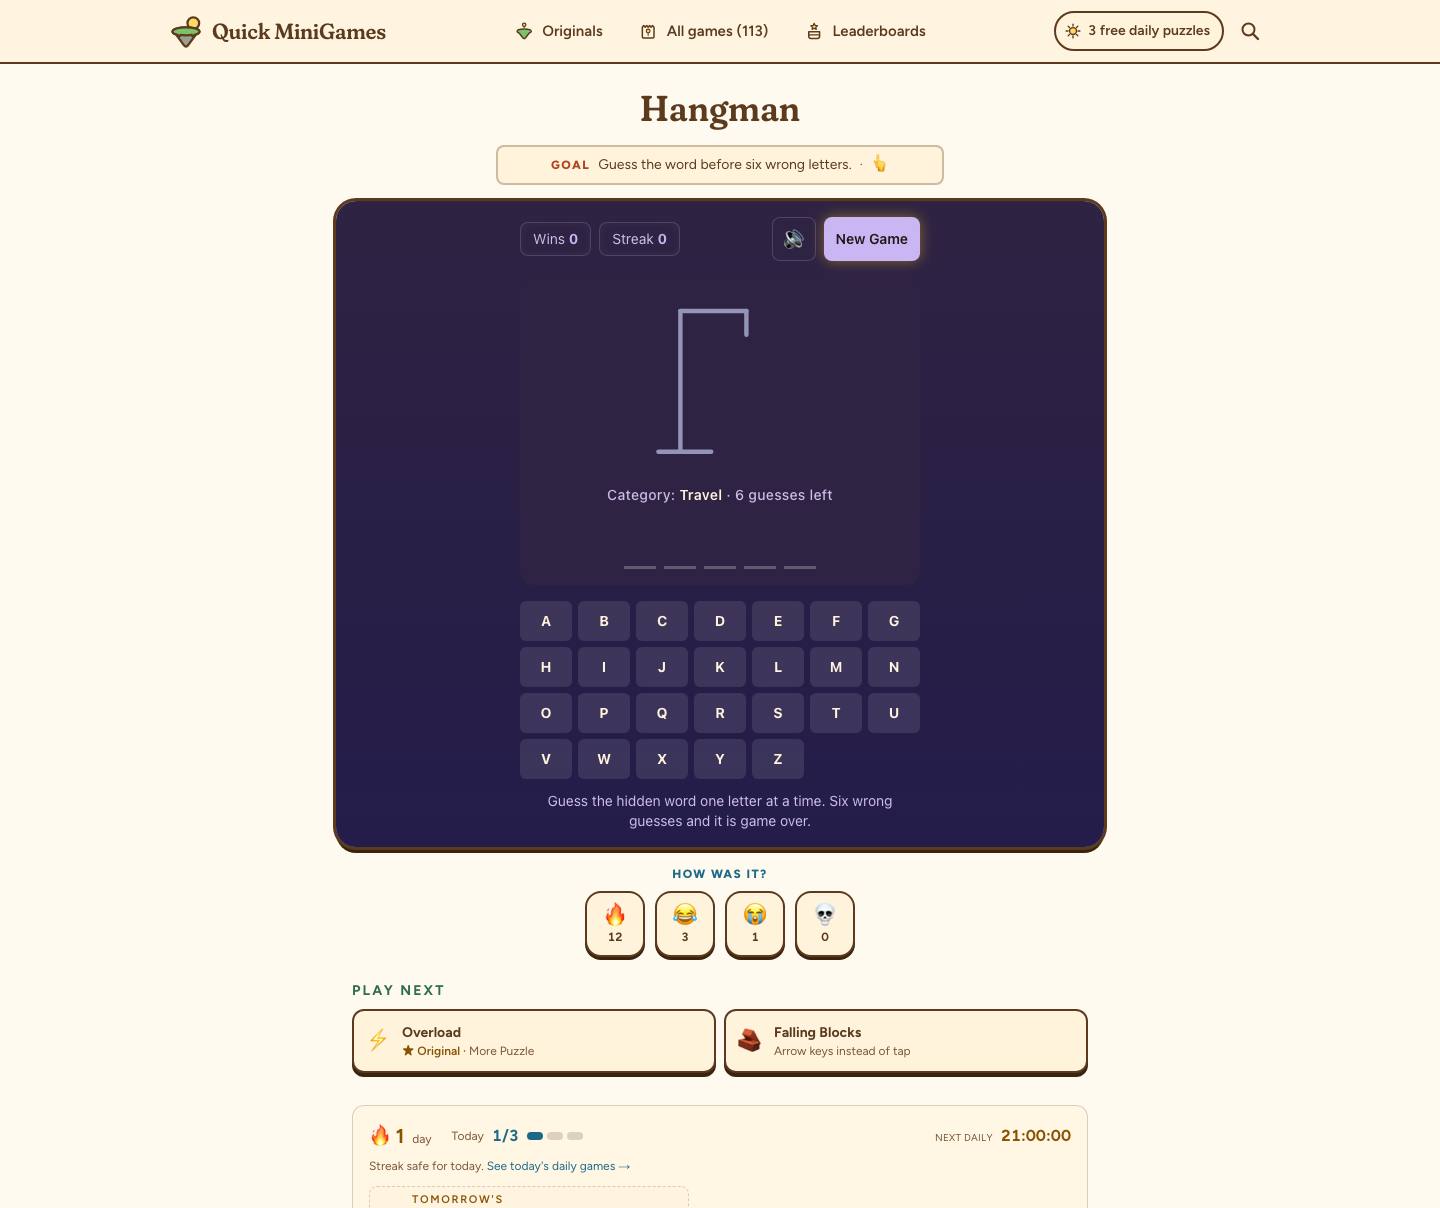 Quick MiniGames
Originals
All games (113)
Leaderboards
3 free daily puzzles
Hangman
GOAL Guess the word before six wrong letters. ·
Wins 0
Streak 0
New Game
Category: Travel · 6 guesses left
A B C D E F G
H I J K L M N
O P Q R S T U
V W X Y Z
Guess the hidden word one letter at a time. Six wrong
guesses and it is game over.
HOW WAS IT?
12
3
1
0
PLAY NEXT
Overload
Original · More Puzzle
Falling Blocks
Arrow keys instead of tap
1 day
Today 1/3
NEXT DAILY 21:00:00
Streak safe for today. See today's daily games →
TOMORROW'S